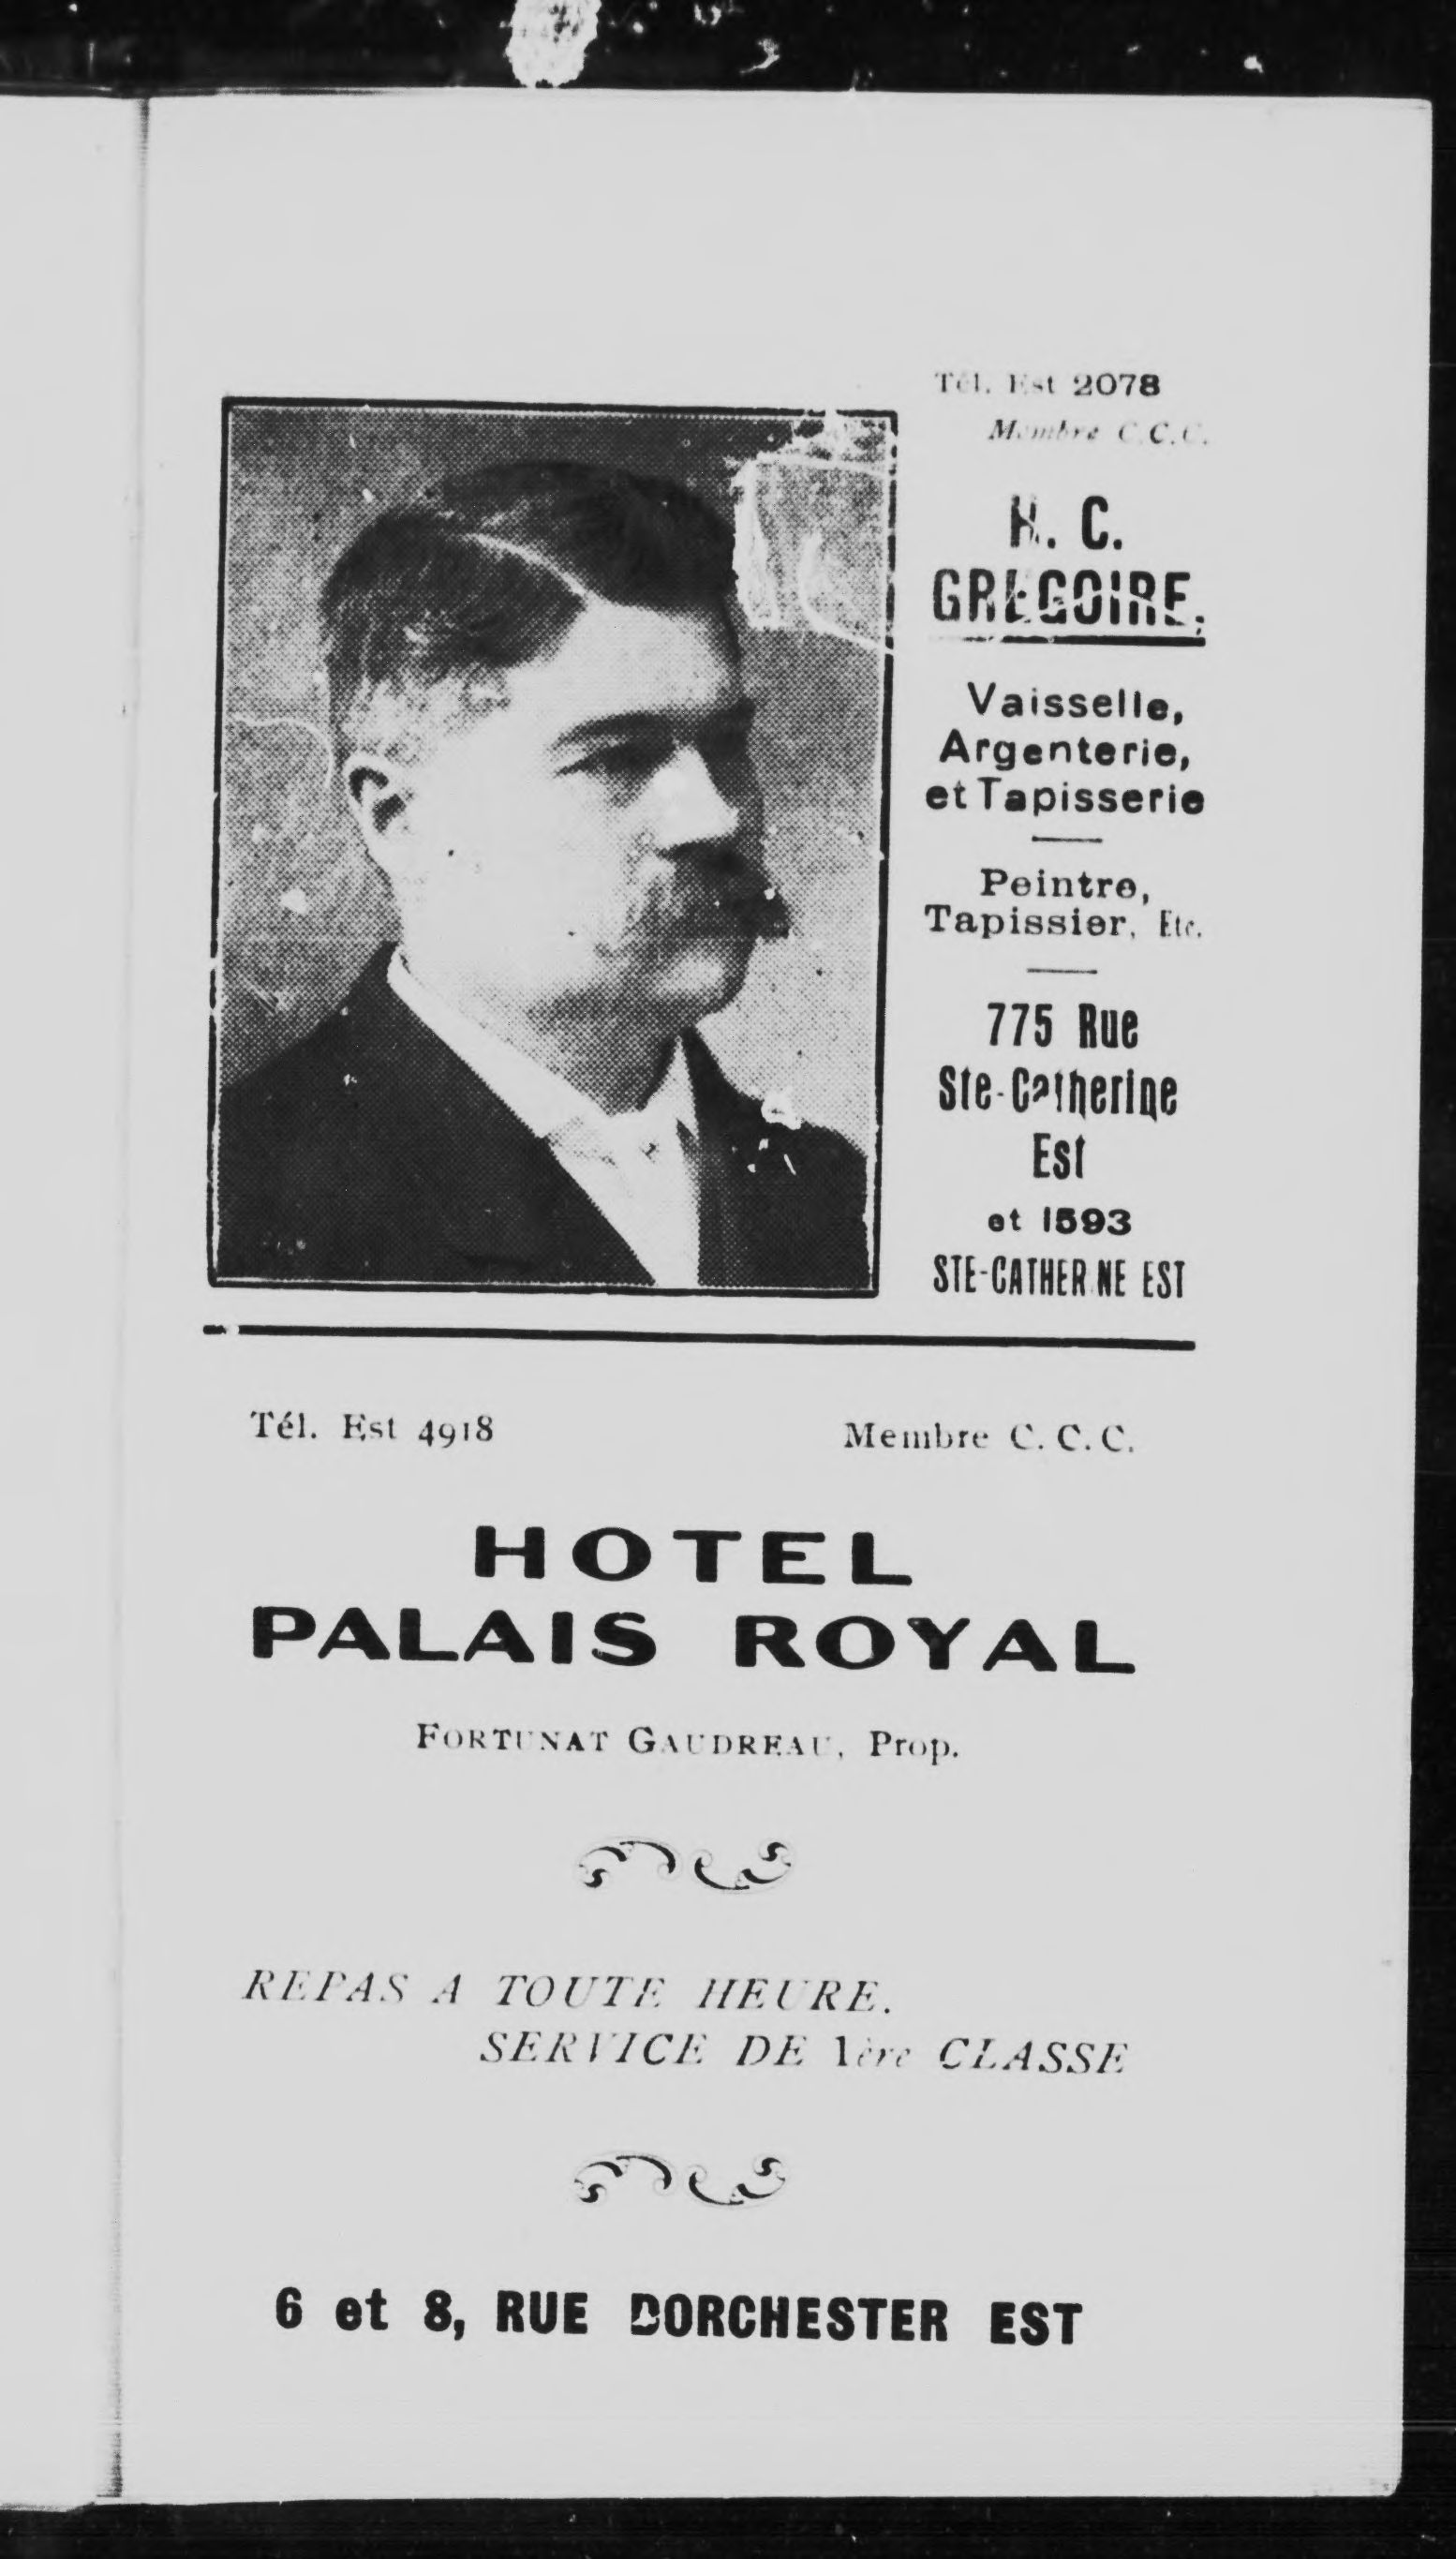 Tél. Est 2078
Membre C.C.C.
H. C.
GREGOIRE,
Vaisselle,
Argenterie,
et Tapisserie
Peintre,
Tapissier, Etc.
775 Rue
Ste-Catherine
Est
et 1593
STE-CATHERINE EST
Tél. Est 4918 Membre C. C. C.
HOTEL
PALAIS ROYAL
FORTUNAT GAUDREAU, Prop.
REPAS A TOUTE HEURE.
SERVICE DE 1ère CLASSE
6 et 8, RUE DORCHESTER EST